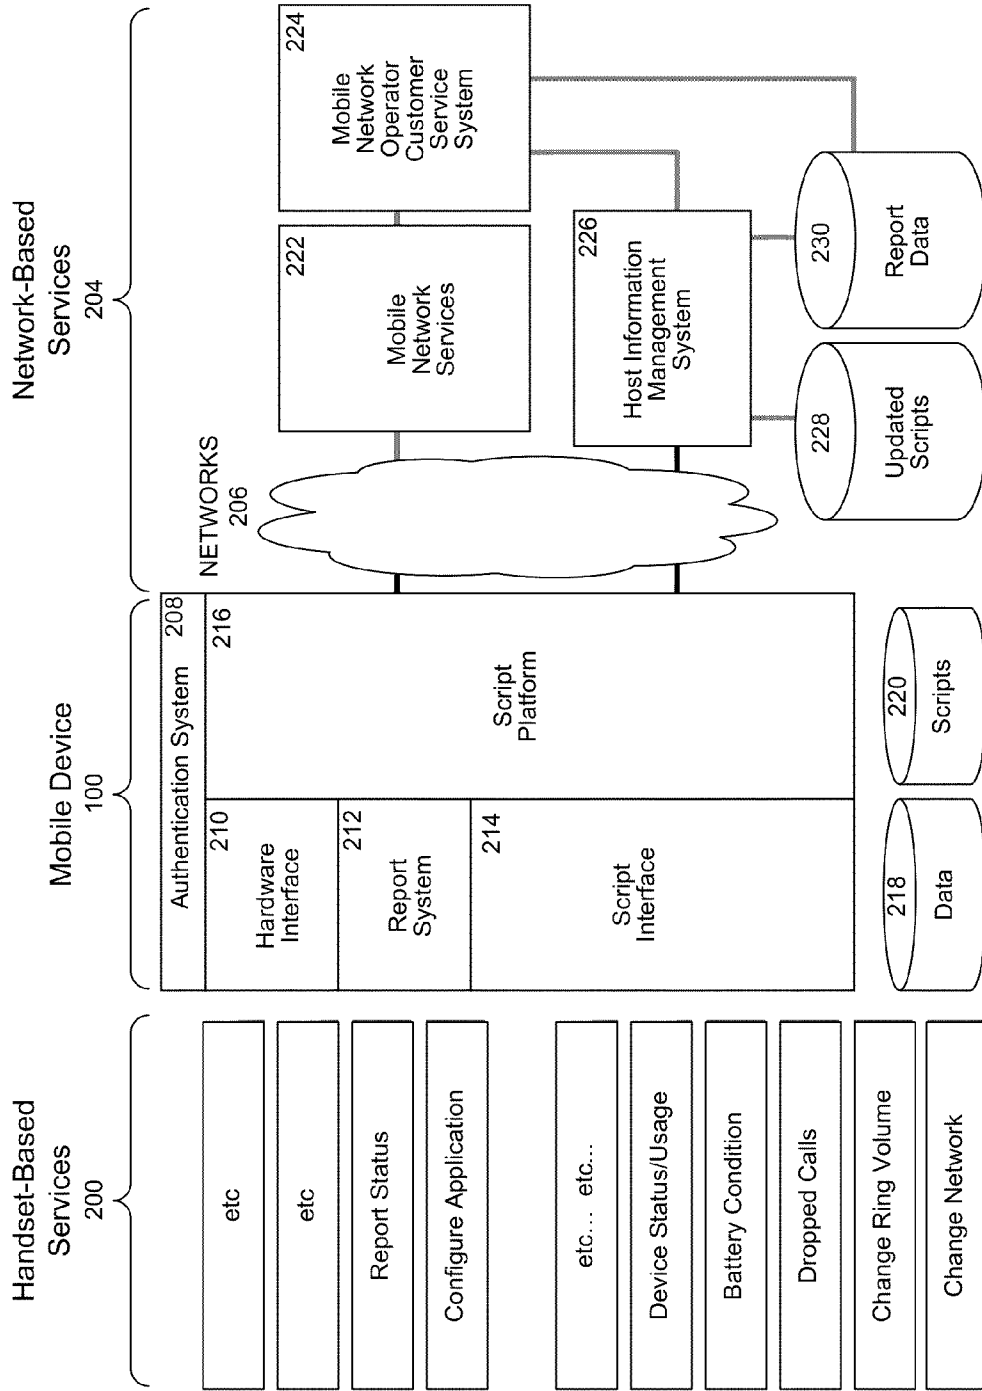 Handset-Based
Services
200
etc
etc
Report Status
Configure Application
etc... etc...
Device Status/Usage
Battery Condition
Dropped Calls
Change Ring Volume
Change Network
Mobile Device
100
Authentication System
208
210
Hardware
Interface
212
Report
System
214
Script
Interface
216
Script
Platform
218
Data
220
Scripts
Network-Based
Services
204
NETWORKS
206
222
Mobile
Network
Services
224
Mobile
Network
Operator
Customer
Service
System
226
Host Information
Management
System
228
Updated
Scripts
230
Report
Data